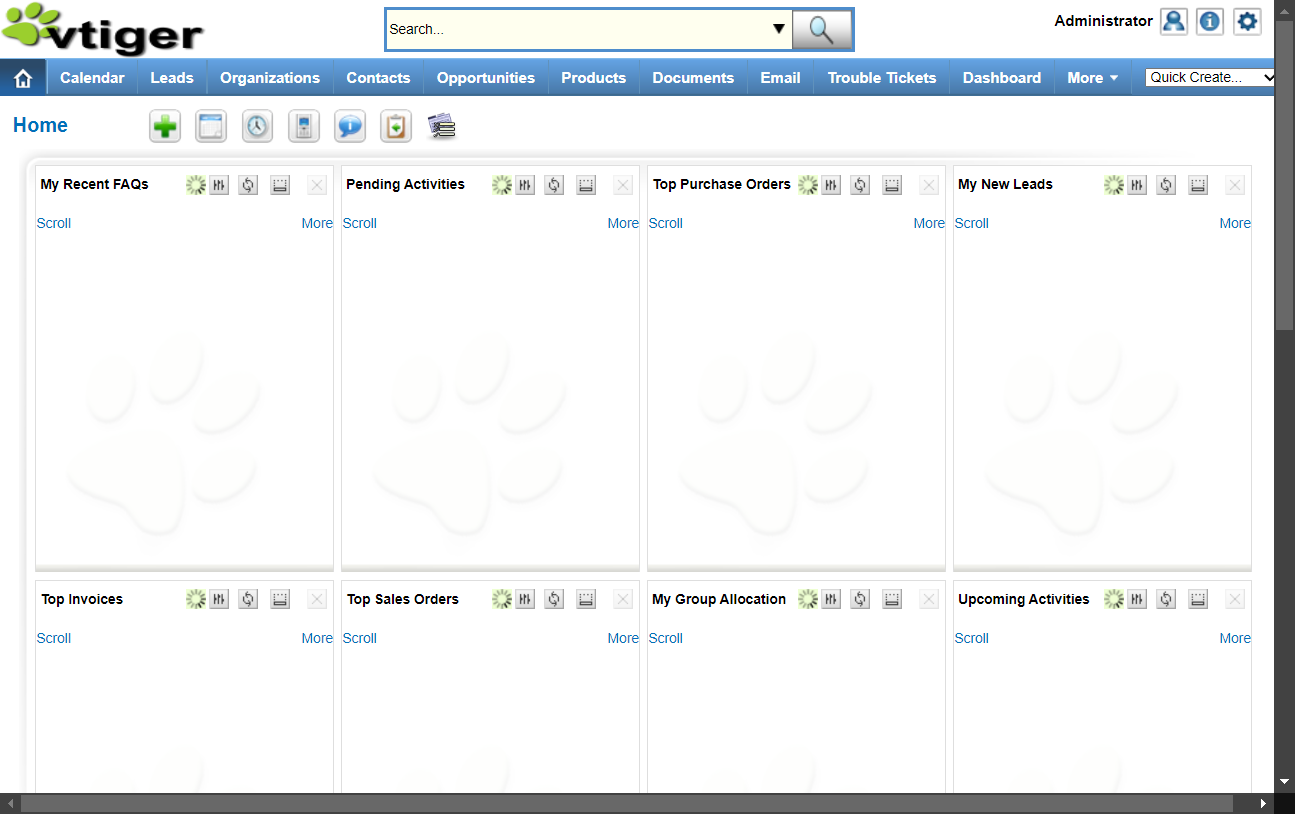 vtiger
Search...
Administrator
Calendar Leads Organizations Contacts Opportunities Products Documents Email Trouble Tickets Dashboard More Quick Create...
Home
My Recent FAQs Pending Activities Top Purchase Orders My New Leads
Scroll More Scroll More Scroll More Scroll More
Top Invoices Top Sales Orders My Group Allocation Upcoming Activities
Scroll More Scroll More Scroll Scroll More